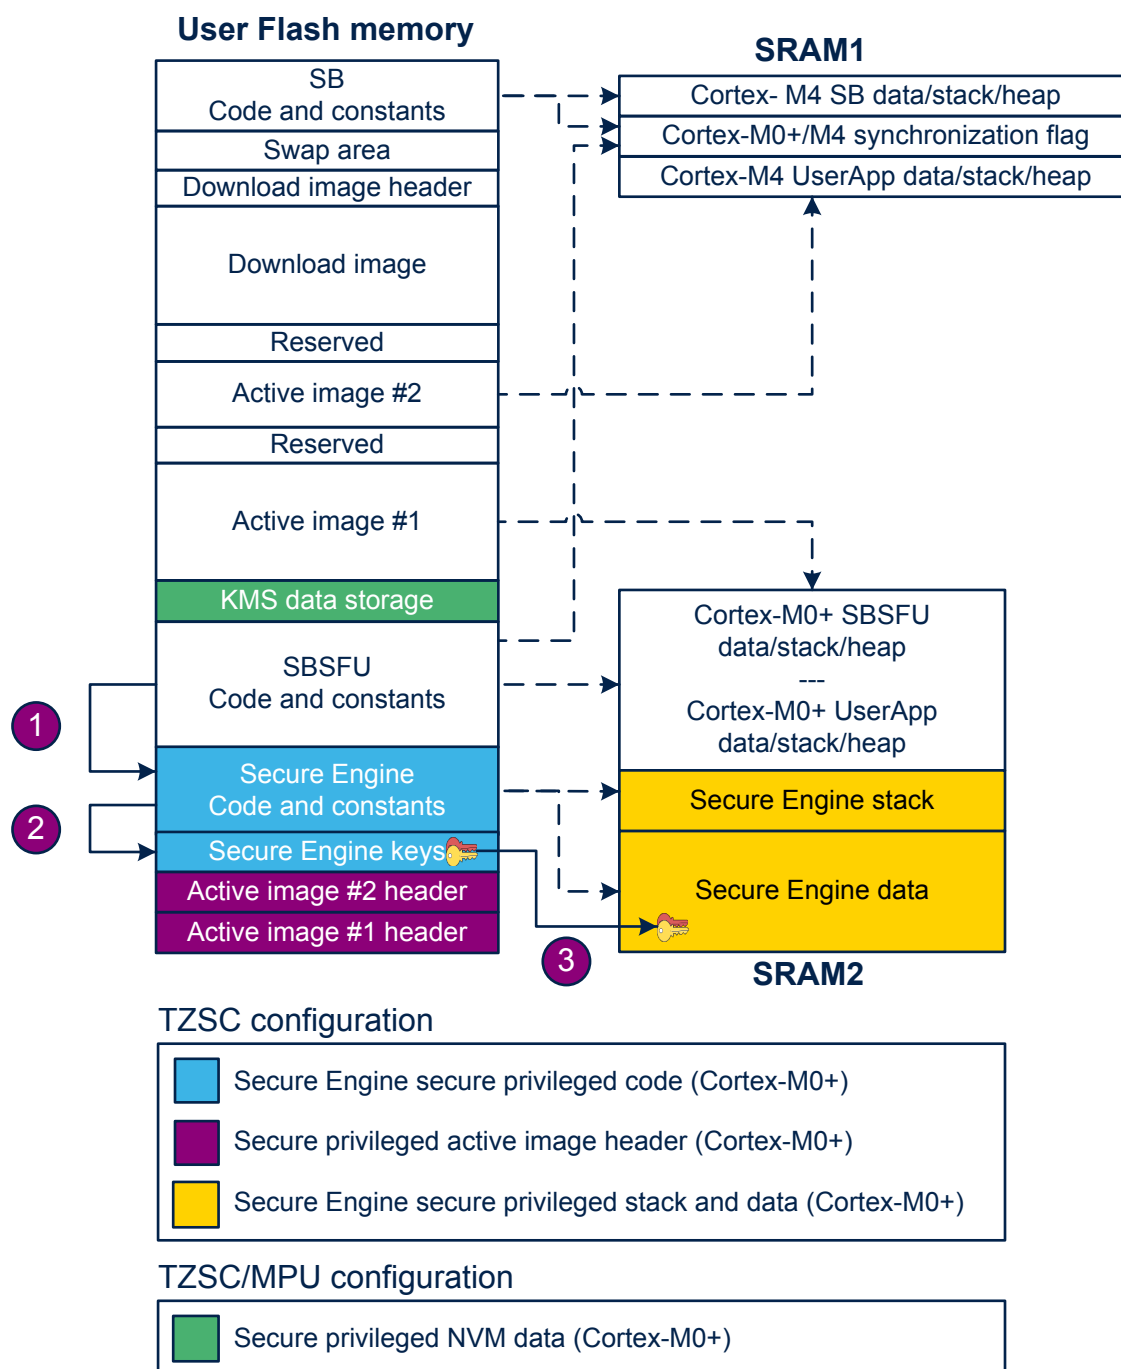 User Flash memory
SB
Code and constants
Swap area
Download image header
Download image
Reserved
Active image #2
Reserved
Active image #1
KMS data storage
SBSFU
Code and constants
Secure Engine
Code and constants
Secure Engine keys
Active image #2 header
Active image #1 header
1
2
3
SRAM1
Cortex- M4 SB data/stack/heap
Cortex-M0+/M4 synchronization flag
Cortex-M4 UserApp data/stack/heap
Cortex-M0+ SBSFU
data/stack/heap
---
Cortex-M0+ UserApp
data/stack/heap
Secure Engine stack
Secure Engine data
SRAM2
TZSC configuration
Secure Engine secure privileged code (Cortex-M0+)
Secure privileged active image header (Cortex-M0+)
Secure Engine secure privileged stack and data (Cortex-M0+)
TZSC/MPU configuration
Secure privileged NVM data (Cortex-M0+)